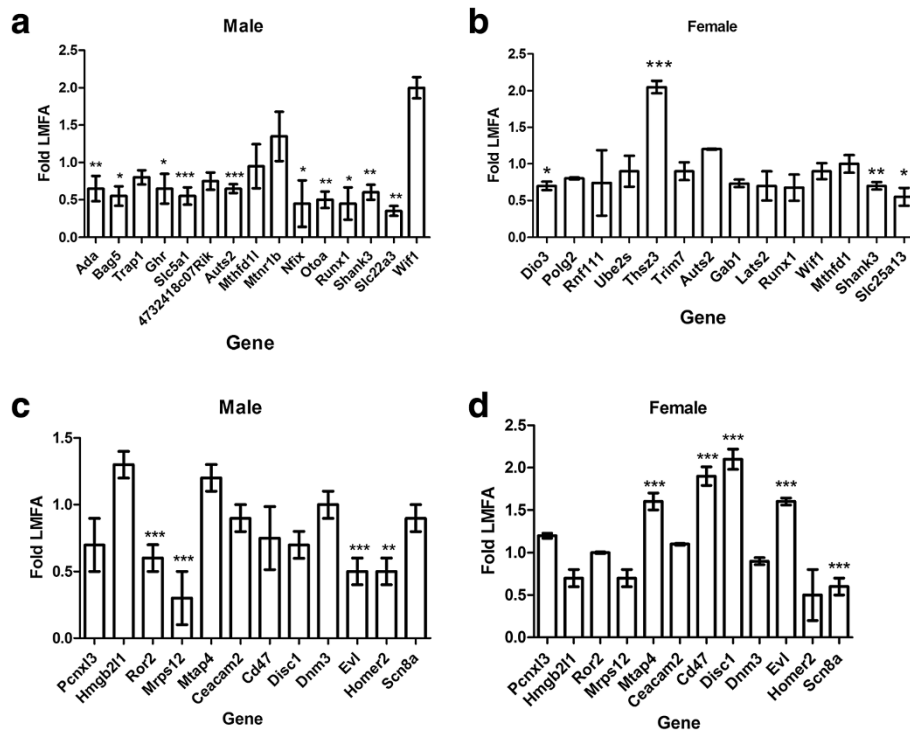 a
Male
Fold LMFA
2.5
2.0
1.5
1.0
0.5
0.0
** * * *** *** * ** * ** **
Ada Bag5 Trap1 Ghr Slc5a1 4732418c07Rik Auts2 Mthfd1l Mtnr1b Nfix Otoa Runx1 Shank3 Slc22a3 Wif1
Gene
b
Female
Fold LMFA
2.5
2.0
1.5
1.0
0.5
0.0
* *** ** *
Dio3 Polg2 Rnf111 Ube2s Thsz3 Trim7 Auts2 Gab1 Lats2 Runx1 Wif1 Mthfd1 Shank3 Slc25a13
Gene
c
Male
Fold LMFA
1.5
1.0
0.5
0.0
*** *** *** **
Pcnxl3 Hmgb2l1 Ror2 Mrps12 Mtap4 Ceacam2 Cd47 Disc1 Dnm3 Evl Homer2 Scn8a
Gene
d
Female
Fold LMFA
2.5
2.0
1.5
1.0
0.5
0.0
*** *** *** *** ***
Pcnxl3 Hmgb2l1 Ror2 Mrps12 Mtap4 Ceacam2 Cd47 Disc1 Dnm3 Evl Homer2 Scn8a
Gene